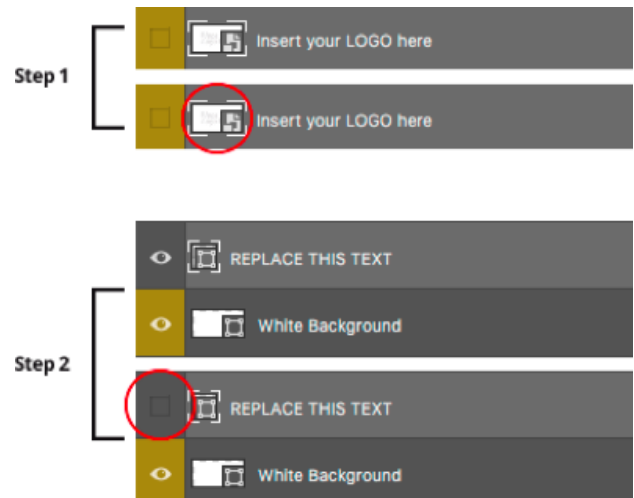 Insert your LOGO here
Step 1
Insert your LOGO here
REPLACE THIS TEXT
White Background
Step 2
REPLACE THIS TEXT
White Background